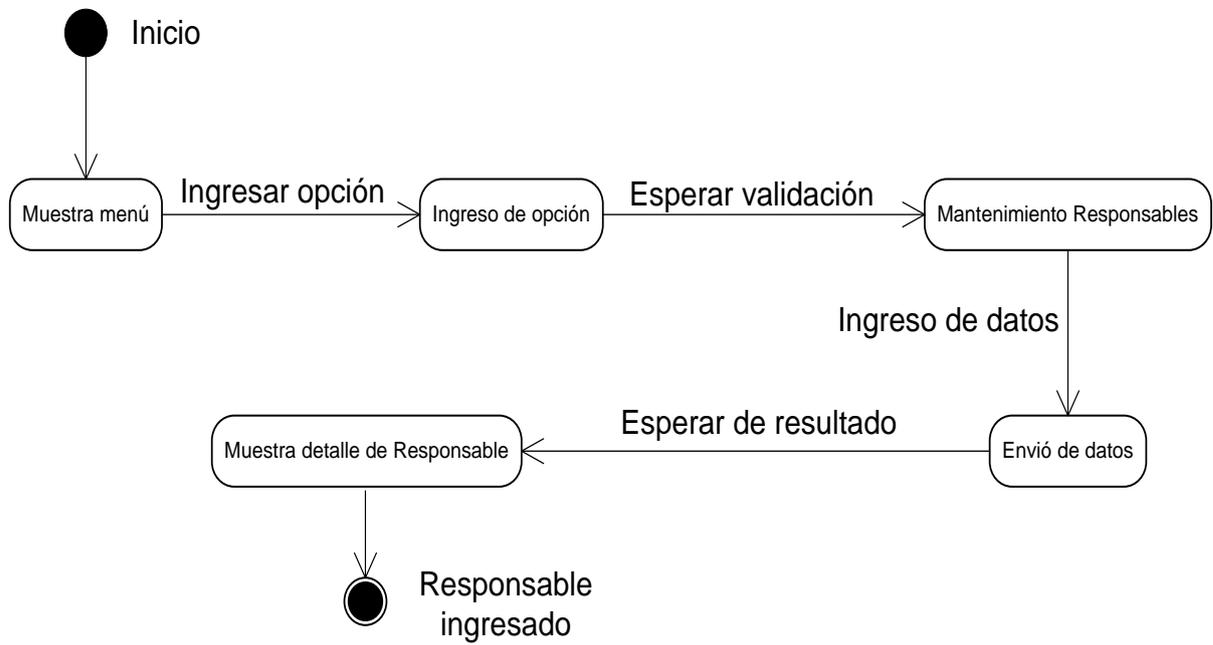 Inicio
Ingresar opción
Esperar validación
Muestra menú
Ingreso de opción
Mantenimiento Responsables
Ingreso de datos
Esperar de resultado
Muestra detalle de Responsable
Envió de datos
Responsable
ingresado